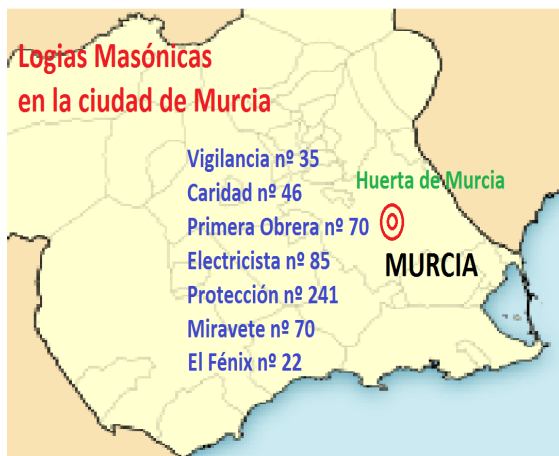 Logias Masónicas
en la ciudad de Murcia
Vigilancia nº 35
Caridad nº 46
Huerta de Murcia
Primera Obrera nº 70
Electricista nº 85
MURCIA
Protección nº 241
Miravete nº 70
El Fénix nº 22